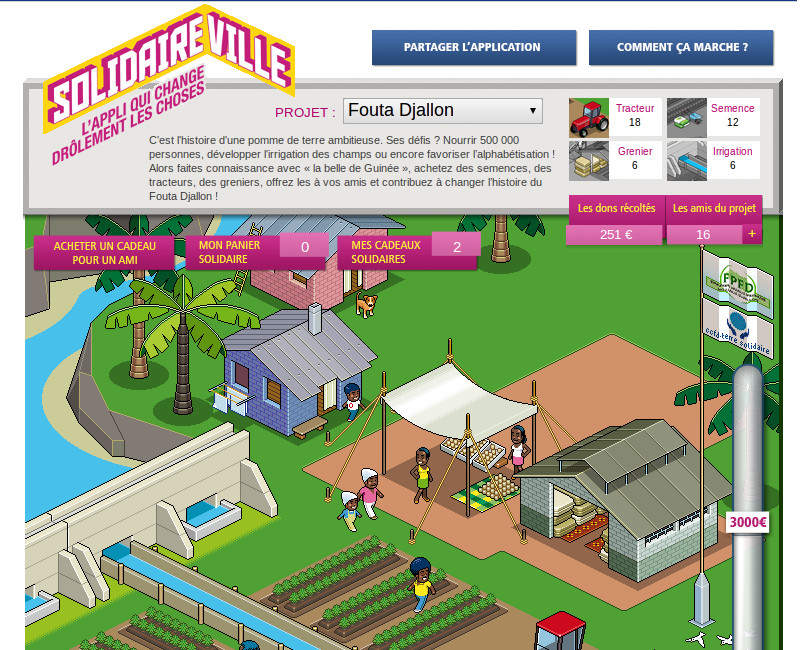 SOLIDAIREVILLE
L'APPLI QUI CHANGE
DRÔLEMENT LES CHOSES
PARTAGER L'APPLICATION
COMMENT ÇA MARCHE ?
PROJET :
Fouta Djallon
C'est l'histoire d'une pomme de terre ambitieuse. Ses défis ? Nourrir 500 000
personnes, développer l'irrigation des champs ou encore favoriser l'alphabétisation !
Alors faites connaissance avec « la belle de Guinée », achetez des semences, des
tracteurs, des greniers, offrez les à vos amis et contribuez à changer l'histoire du
Fouta Djallon !
Tracteur
18
Semence
12
Grenier
6
Irrigation
6
Les dons récoltés
251 €
Les amis du projet
16 +
ACHETER UN CADEAU
POUR UN AMI
MON PANIER
SOLIDAIRE
0
MES CADEAUX
SOLIDAIRES
2
FPFD
ccfd.terre solidaire
3000€